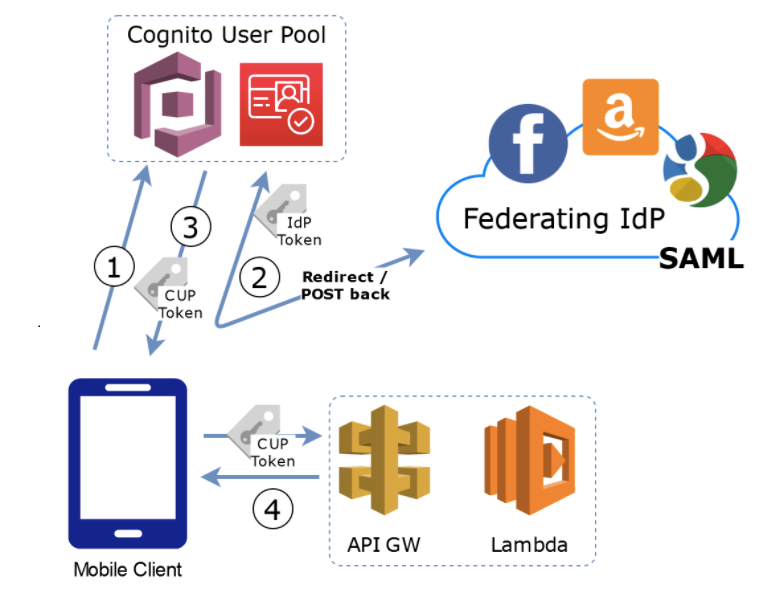 Cognito User Pool
f
a
Federating IdP
SAML
1
3
CUP
Token
2
IdP
Token
Redirect /
POST back
CUP
Token
4
API GW
Lambda
Mobile Client